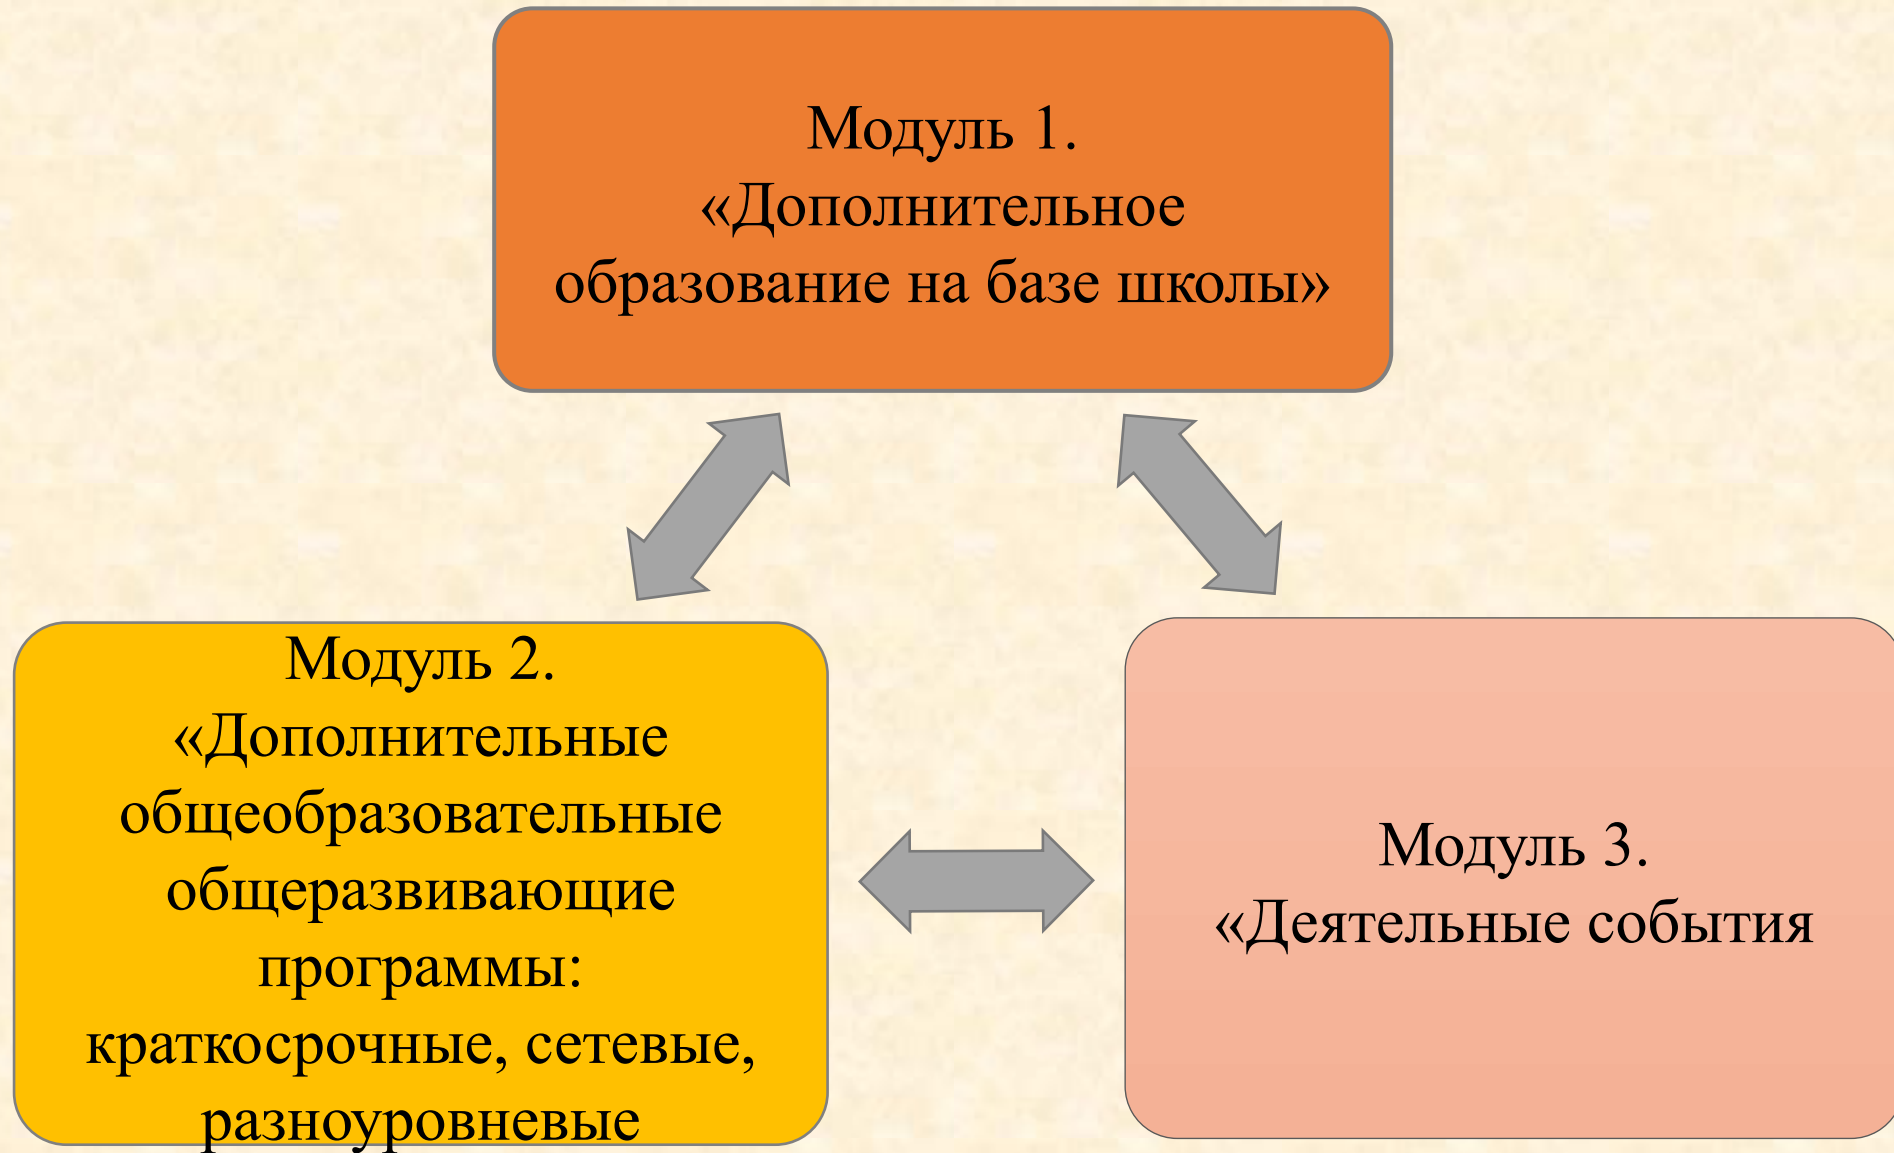 Модуль 1.
«Дополнительное
образование на базе школы»
Модуль 2.
«Дополнительные
общеобразовательные
общеразвивающие
программы:
краткосрочные, сетевые,
разноуровневые
Модуль 3.
«Деятельные события